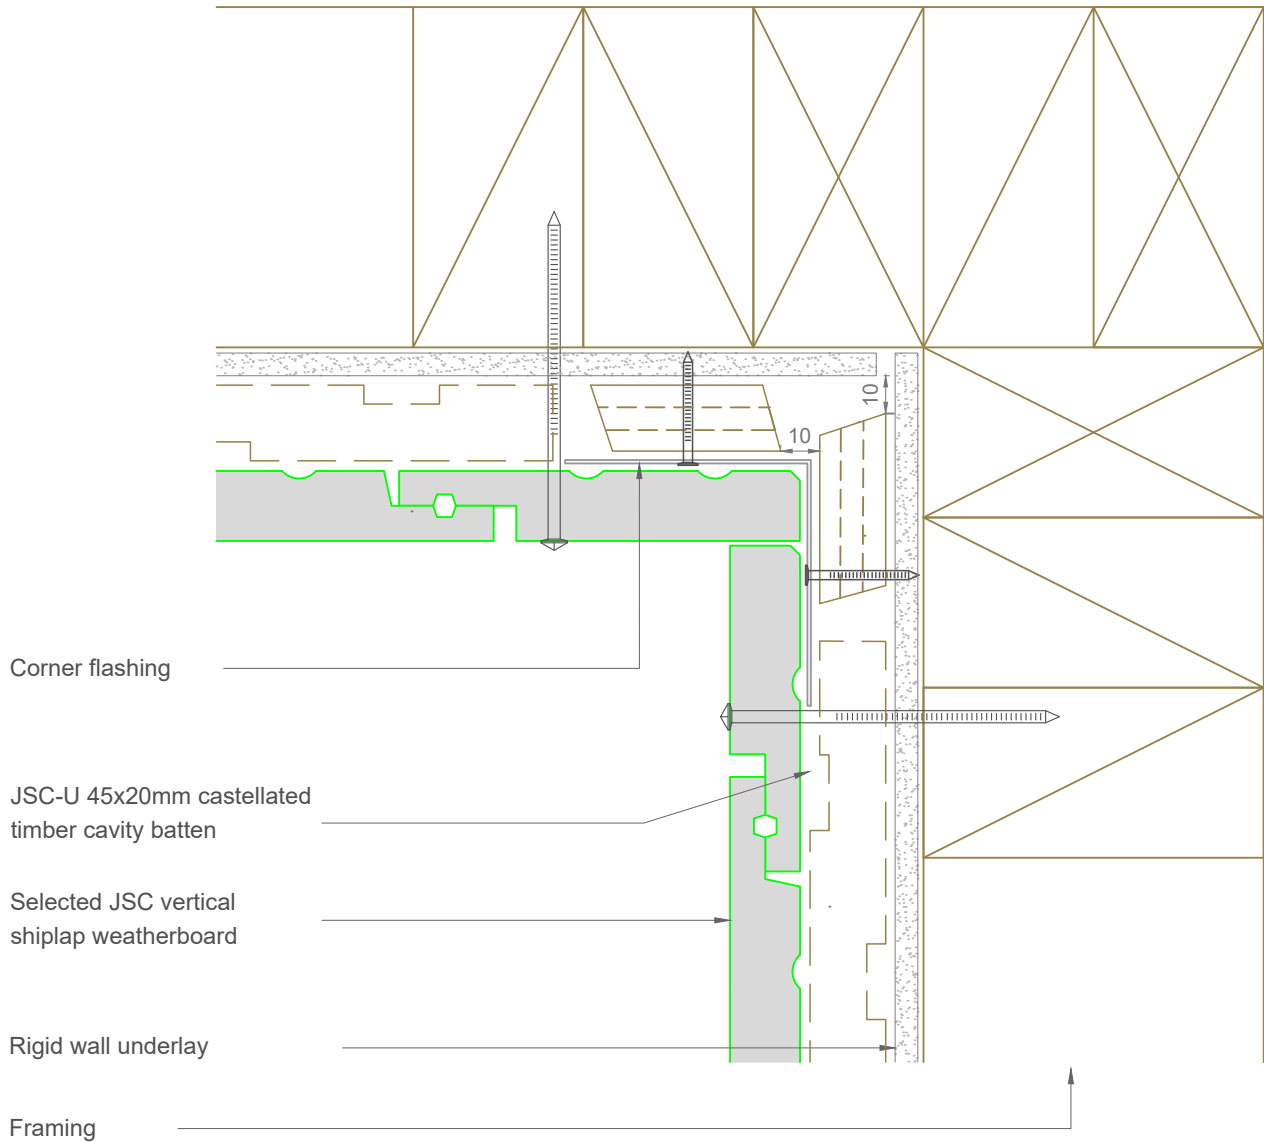 10
10
Corner flashing
JSC-U 45x20mm castellated
timber cavity batten
Selected JSC vertical
shiplap weatherboard
Rigid wall underlay
Framing